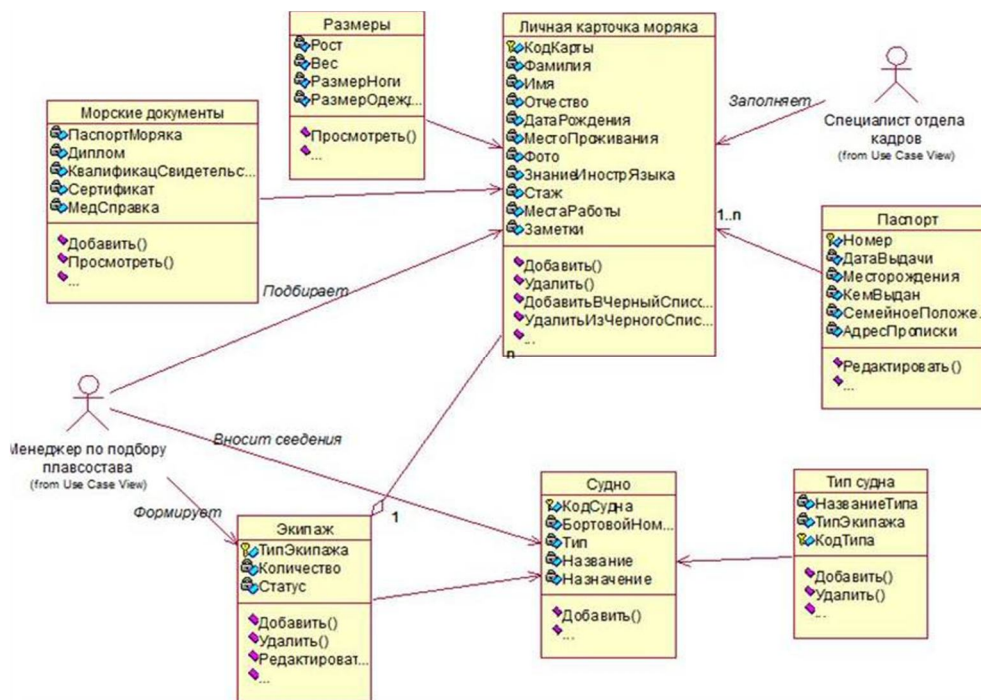 Размеры
Рост
Вес
РазмерНоги
РазмерОдежд...
Просмотреть()
...
Личная карточка моряка
КодКарты
Фамилия
Имя
Отчество
ДатаРождения
МестоПроживания
Фото
ЗнаниеИнострЯзыка
Стаж
МестаРаботы
Заметки
Добавить()
Удалить()
ДобавитьВЧерныйСписс...
УдалитьИзЧерногоСпис...
...
n
Заполняет
Специалист отдела
кадров
(from Use Case View)
Морские документы
ПаспортМоряка
Диплом
КвалификацСвидетельс...
Сертификат
МедСправка
Добавить()
Просмотреть()
...
1..n
Паспорт
Номер
ДатаВыдачи
Месторождения
КемВыдан
СемейноеПоложе...
АдресПрописки
Редактировать()
...
Подбирает
Менеджер по подбору
плавсостава
(from Use Case View)
Вносит сведения
Формирует
1
Экипаж
ТипЭкипажа
Количество
Статус
Добавить()
Удалить()
Редактироват...
...
Судно
КодСудна
БортовойНом...
Тип
Название
Назначение
Добавить()
...
Тип судна
НазваниеТипа
ТипЭкипажа
КодТипа
Добавить()
Удалить()
...